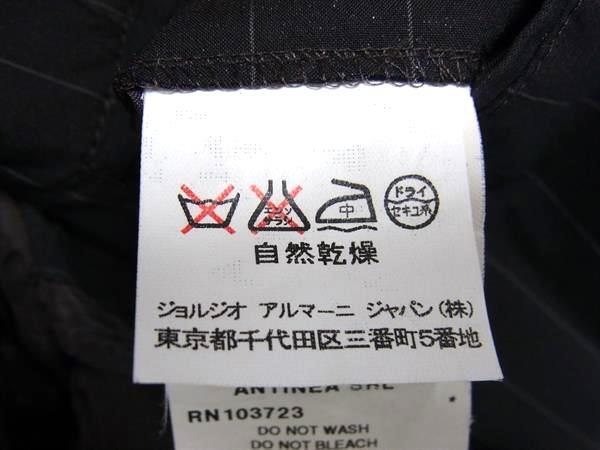 エンソ サラシ 中 ドライ セキユ系
自然乾燥
ジョルジオ アルマーニ ジャパン(株)
東京都千代田区三番町5番地
ANTINEA SRL
RN103723
DO NOT WASH
DO NOT BLEACH